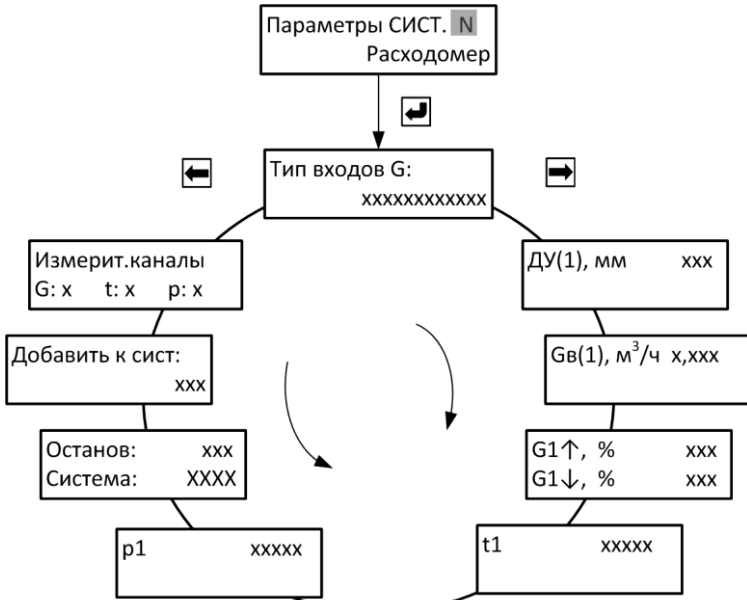 Параметры СИСТ. N
Расходомер
Тип входов G:
xxxxxxxxxxxx
Измерит.каналы
G: x t: x p: x
Добавить к сист:
xxx
Останов: xxx
Система: XXXX
p1 xxxxx
ДУ(1), мм xxx
Gв(1), м³/ч x,xxx
G1↑, % xxx
G1↓, % xxx
t1 xxxxx